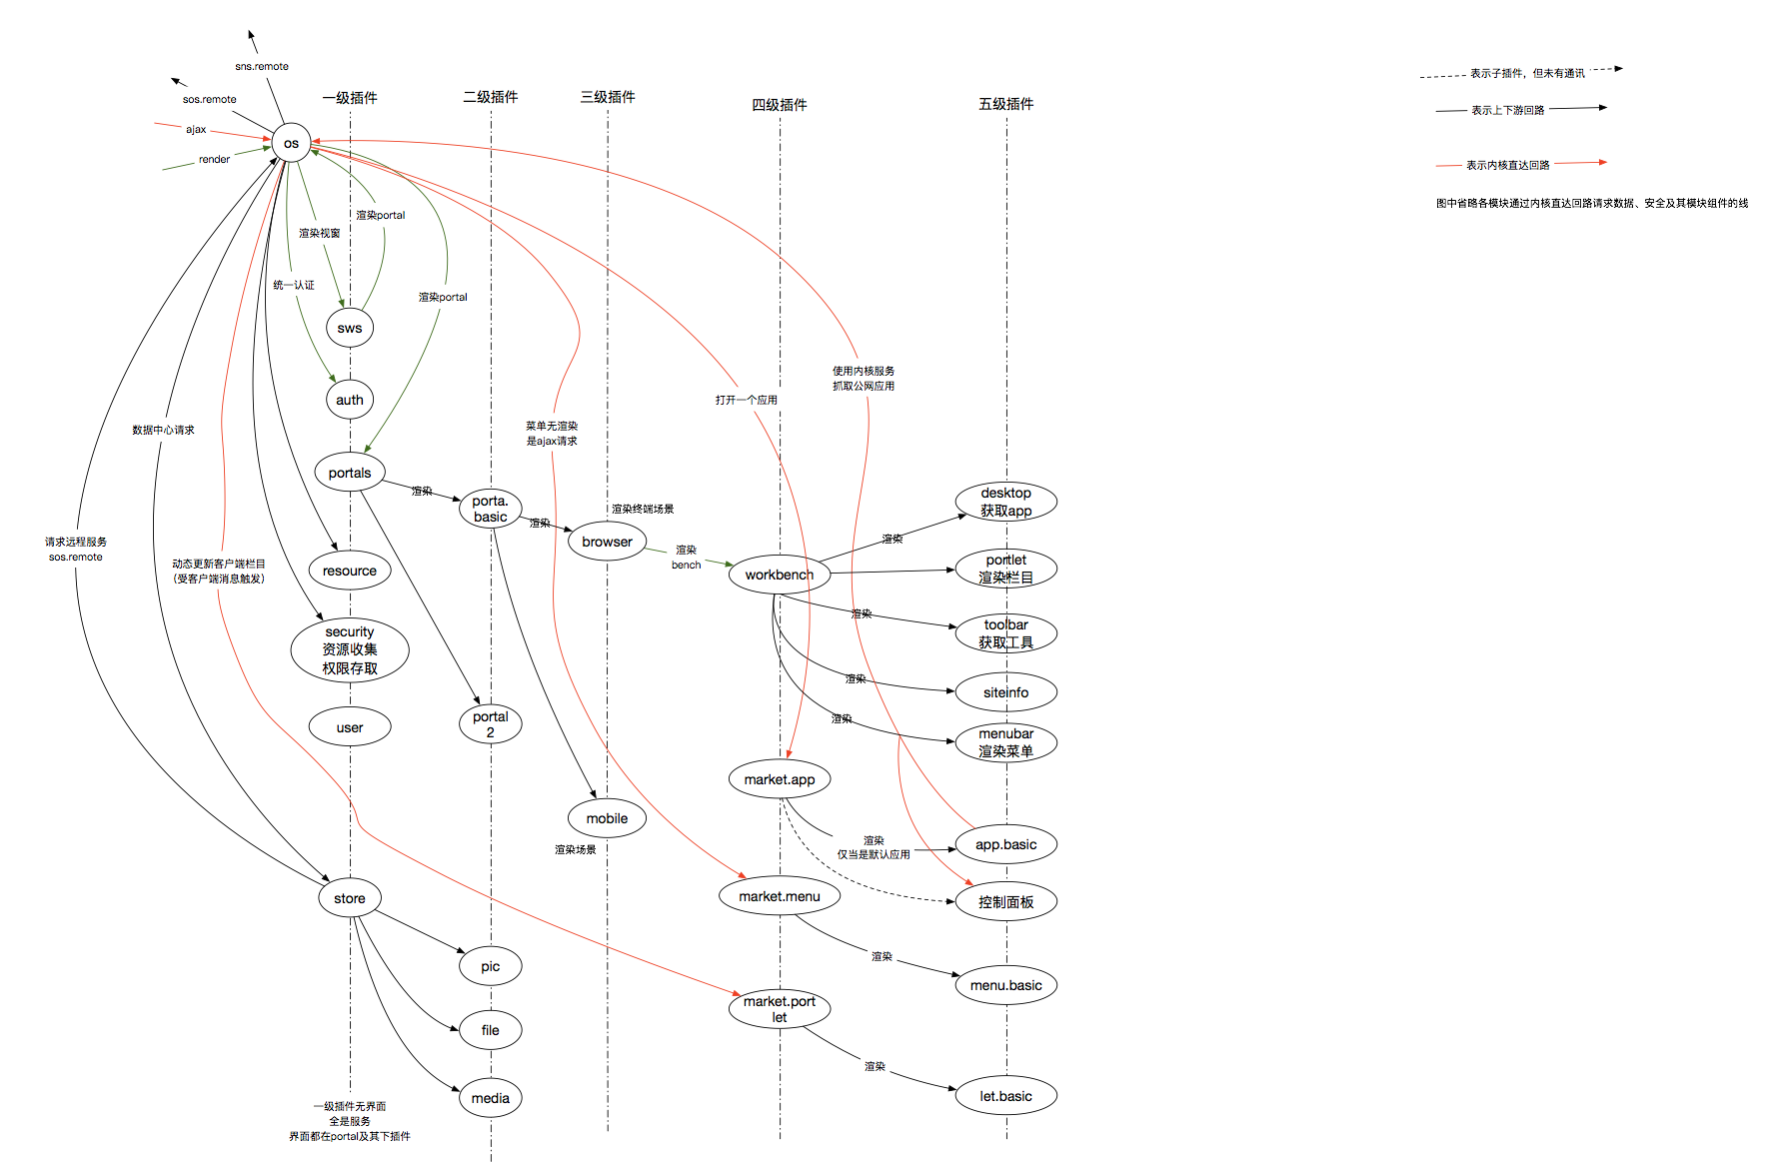 sns.remote
sos.remote
ajax
render
os
一级插件
二级插件
三级插件
四级插件
五级插件
表示子插件，但未有通讯
表示上下游回路
表示内核直达回路
图中省略各模块通过内核直达回路请求数据、安全及其模块组件的线
渲染portal
渲染视窗
统一认证
渲染portal
sws
auth
portals
渲染
porta.
basic
渲染
渲染终端场景
browser
渲染
bench
workbench
使用内核服务
抓取公网应用
打开一个应用
菜单无渲染
是ajax请求
数据中心请求
请求远程服务
sos.remote
动态更新客户端栏目
（受客户端消息触发）
resource
security
资源收集
权限存取
user
portal
2
mobile
渲染场景
渲染
desktop
获取app
portlet
渲染栏目
渲染
toolbar
获取工具
渲染
siteinfo
渲染
menubar
渲染菜单
market.app
渲染
仅当是默认应用
app.basic
控制面板
market.menu
渲染
menu.basic
market.port
let
渲染
let.basic
store
pic
file
media
一级插件无界面
全是服务
界面都在portal及其下插件